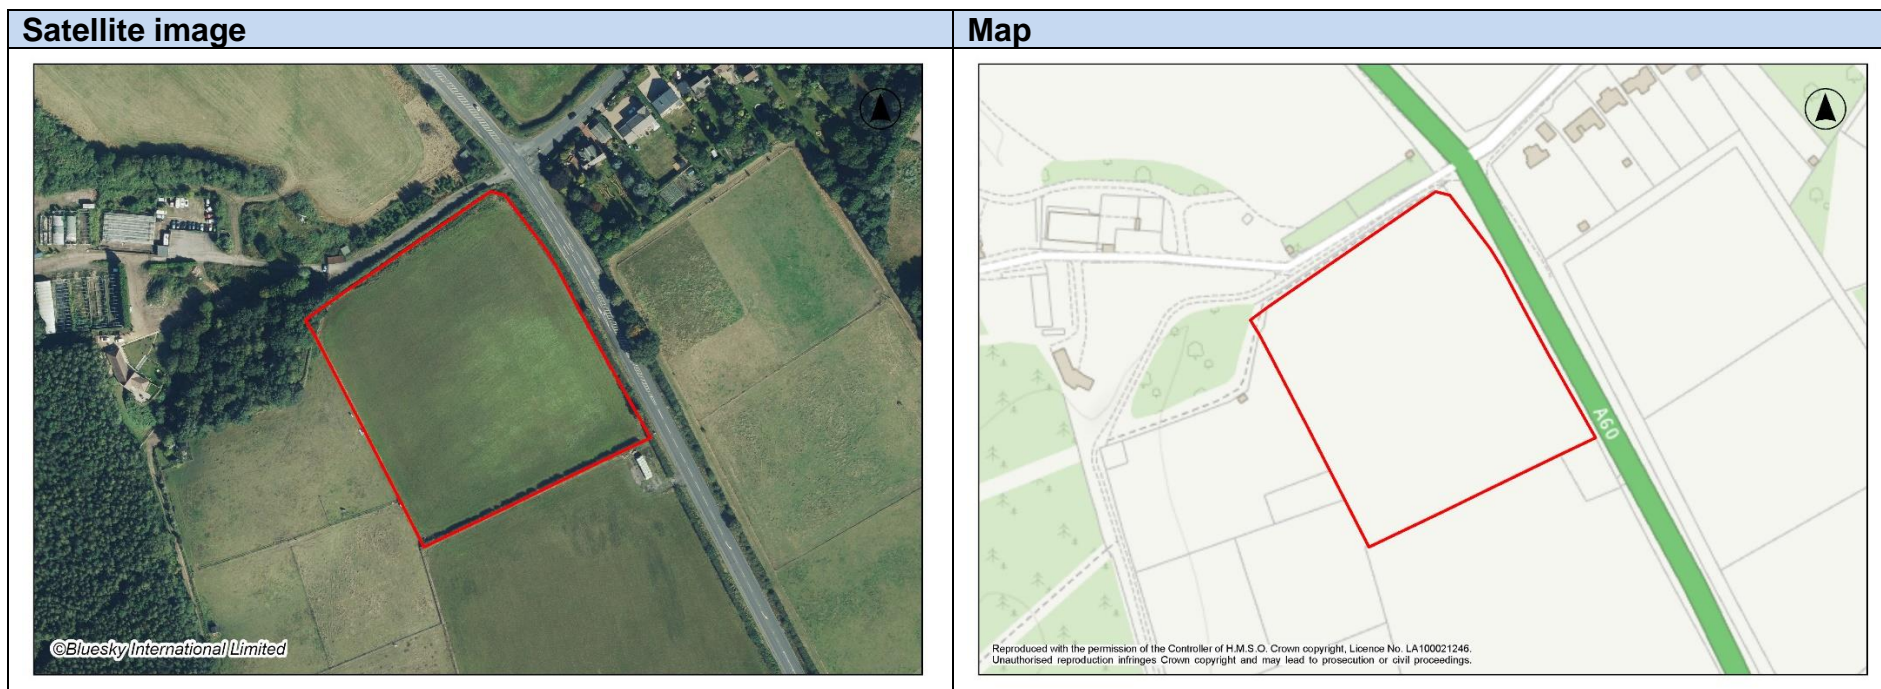 Satellite image
Map
©Bluesky International Limited
A60
Reproduced with the permission of the Controller of H.M.S.O. Crown copyright, Licence No. LA100021246.
Unauthorised reproduction infringes Crown copyright and may lead to prosecution or civil proceedings.